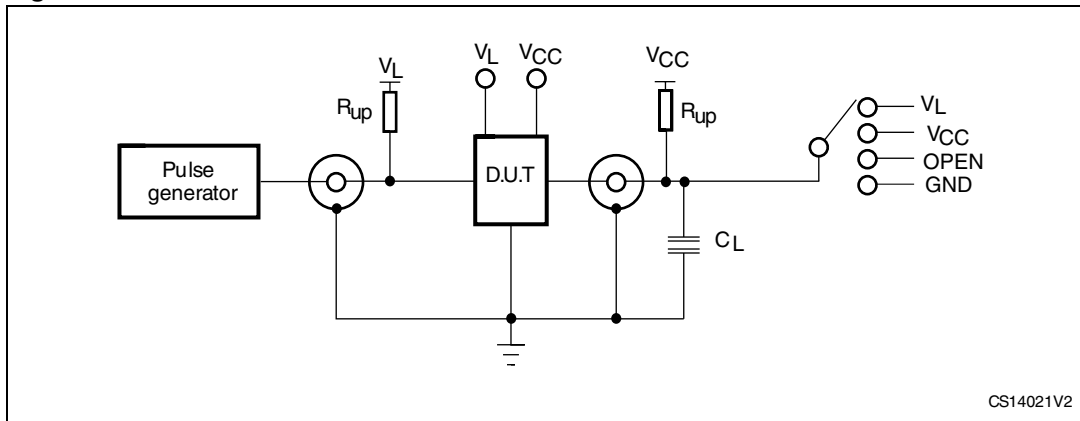 VL
VL
VCC
VCC
Rup
Rup
VL
VCC
OPEN
GND
Pulse
generator
D.U.T
CL
CS14021V2